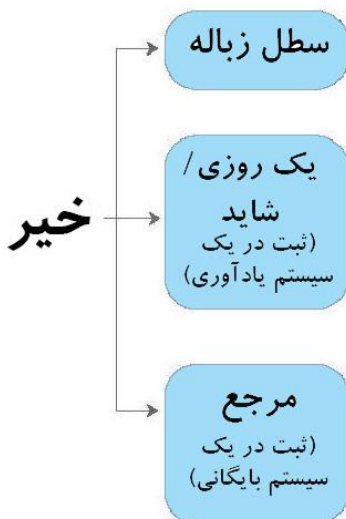 سطل زباله
یک روزی/
شاید
(ثبت در یک
سیستم یادآوری)
خیر
مرجع
(ثبت در یک
سیستم بایگانی)